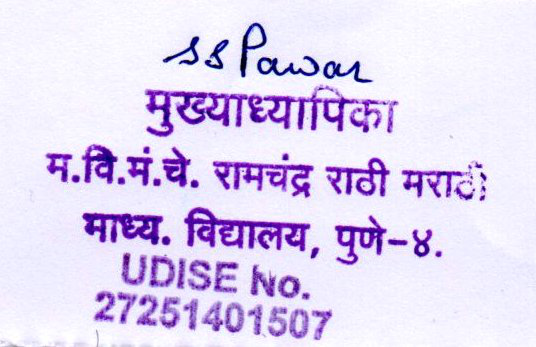 SS Pawar
मुख्याध्यापिका
म.वि.मं.चे. रामचंद्र राठी मराठी
माध्य. विद्यालय, पुणे-४.
UDISE No.
27251401507